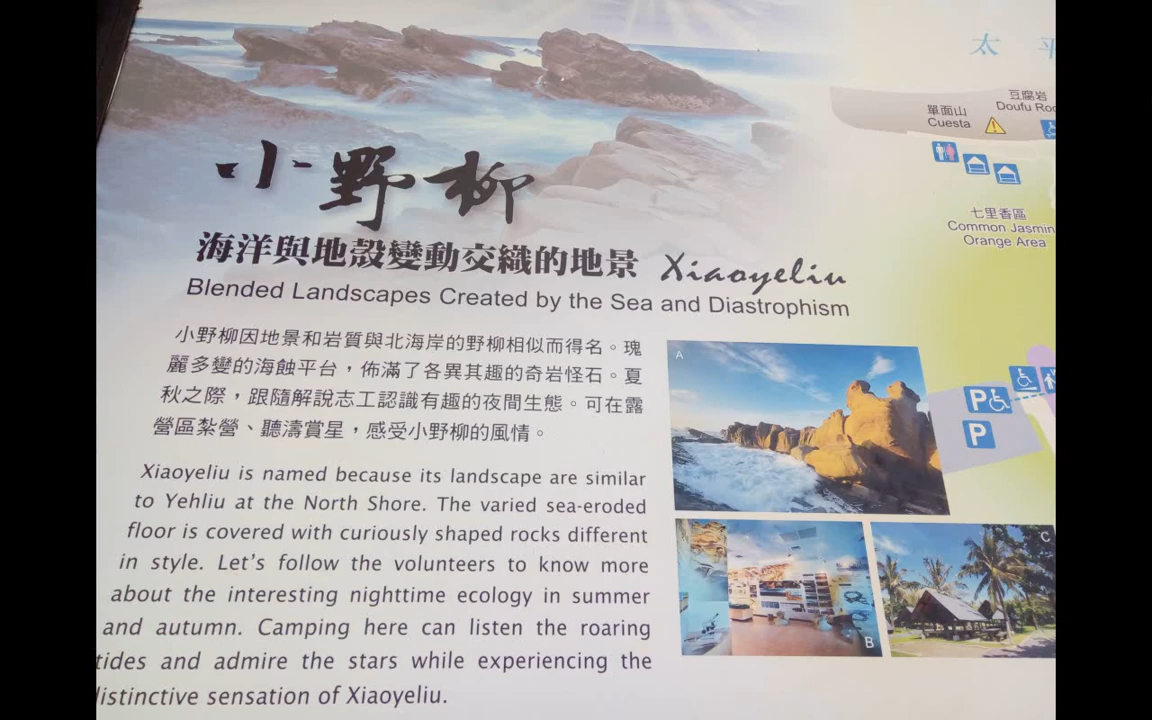 小野柳
海洋與地殼變動交織的地景 Xiaoyeliu
Blended Landscapes Created by the Sea and Diastrophism
小野柳因地景和岩質與北海岸的野柳相似而得名。瑰
麗多變的海蝕平台，佈滿了各異其趣的奇岩怪石。夏
秋之際，跟隨解說志工認識有趣的夜間生態。可在露
營區紮營、聽濤賞星，感受小野柳的風情。
Xiaoyeliu is named because its landscape are similar
to Yehliu at the North Shore. The varied sea-eroded
floor is covered with curiously shaped rocks different
in style. Let's follow the volunteers to know more
about the interesting nighttime ecology in summer
and autumn. Camping here can listen the roaring
tides and admire the stars while experiencing the
distinctive sensation of Xiaoyeliu.
A
B
C
太平
豆腐岩
Doufu Roc
單面山
Cuesta
七里香區
Common Jasmin
Orange Area
P
P